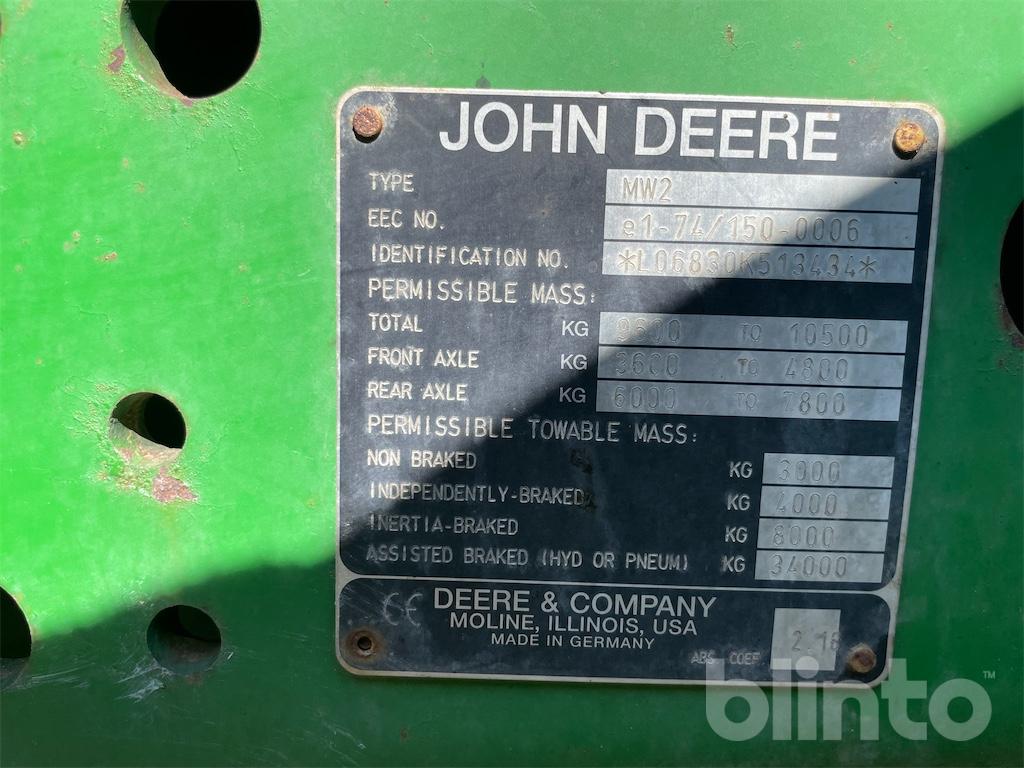 JOHN DEERE
TYPE MW2
EEC NO. e1-74/150-0006
IDENTIFICATION NO. *L06830K513434*
PERMISSIBLE MASS:
TOTAL KG 9600 TO 10500
FRONT AXLE KG 3600 TO 4800
REAR AXLE KG 6000 TO 7800
PERMISSIBLE TOWABLE MASS:
NON BRAKED KG 3000
INDEPENDENTLY-BRAKED KG 4000
INERTIA-BRAKED KG 8000
ASSISTED BRAKED (HYD OR PNEUM) KG 34000
CE DEERE & COMPANY
MOLINE, ILLINOIS, USA
MADE IN GERMANY
ABS. COEF. 2.16
blinto™